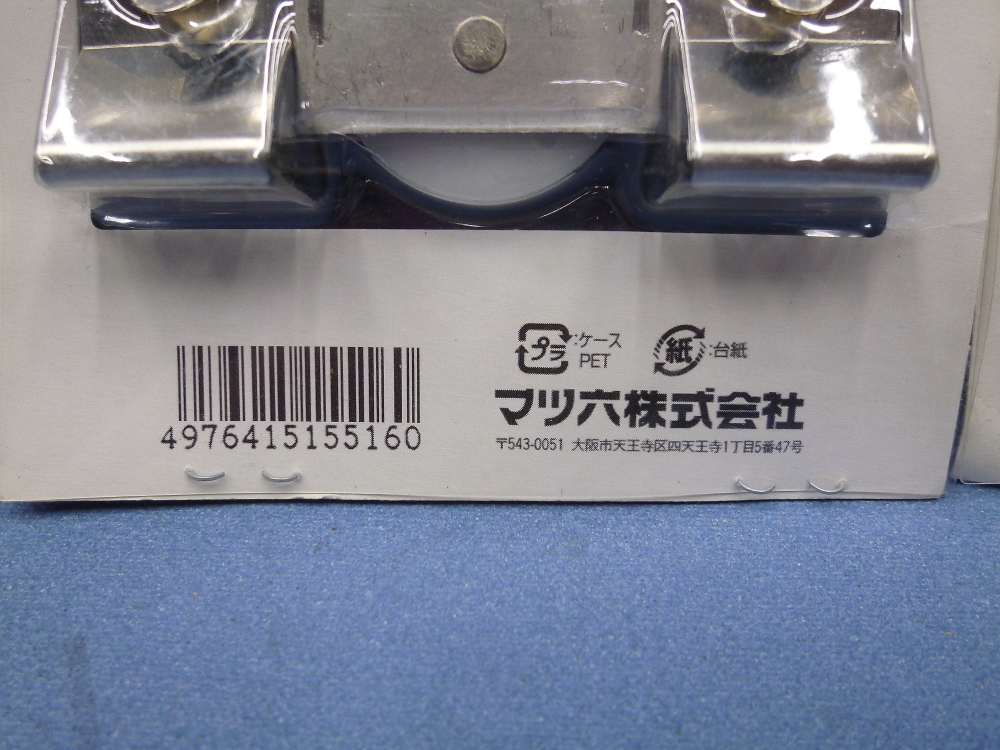 プラ :ケース PET
紙 :台紙
マツ六株式会社
〒543-0051 大阪市天王寺区四天王寺1丁目5番47号
4976415155160